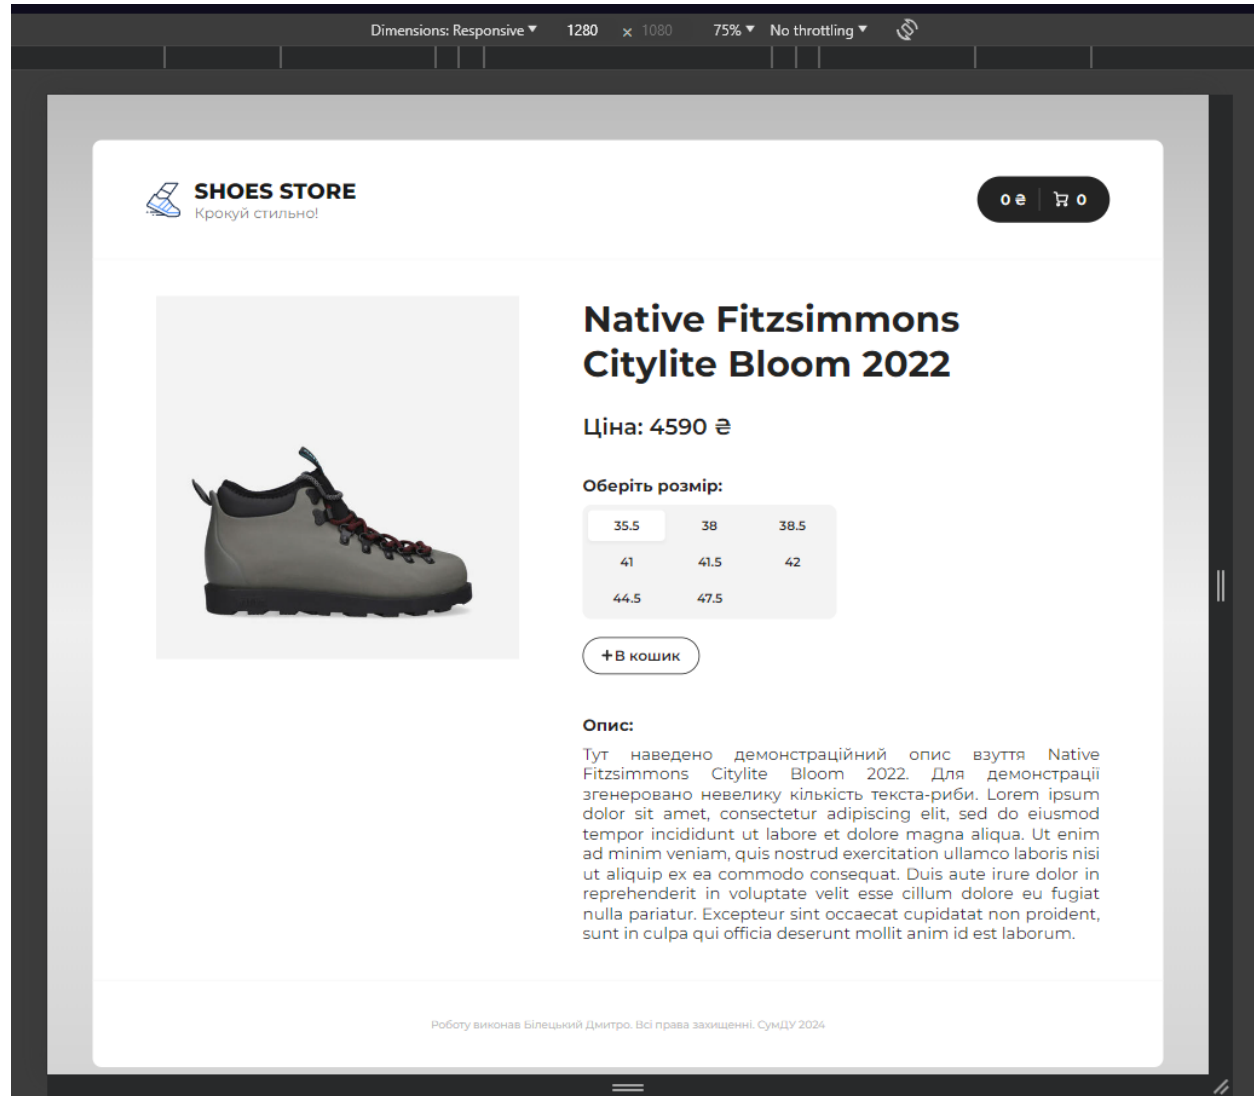 Dimensions: Responsive 1280 × 1080 75% No throttling
SHOES STORE
Крокуй стильно!
0 ₴ 0
Native Fitzsimmons
Citylite Bloom 2022
Ціна: 4590 ₴
Оберіть розмір:
35.5 38 38.5
41 41.5 42
44.5 47.5
+В кошик
Опис:
Тут наведено демонстраційний опис взуття Native
Fitzsimmons Citylite Bloom 2022. Для демонстрації
згенеровано невелику кількість текста-риби. Lorem ipsum
dolor sit amet, consectetur adipiscing elit, sed do eiusmod
tempor incididunt ut labore et dolore magna aliqua. Ut enim
ad minim veniam, quis nostrud exercitation ullamco laboris nisi
ut aliquip ex ea commodo consequat. Duis aute irure dolor in
reprehenderit in voluptate velit esse cillum dolore eu fugiat
nulla pariatur. Excepteur sint occaecat cupidatat non proident,
sunt in culpa qui officia deserunt mollit anim id est laborum.
Роботу виконав Білецький Дмитро. Всі права захищенні. СумДУ 2024